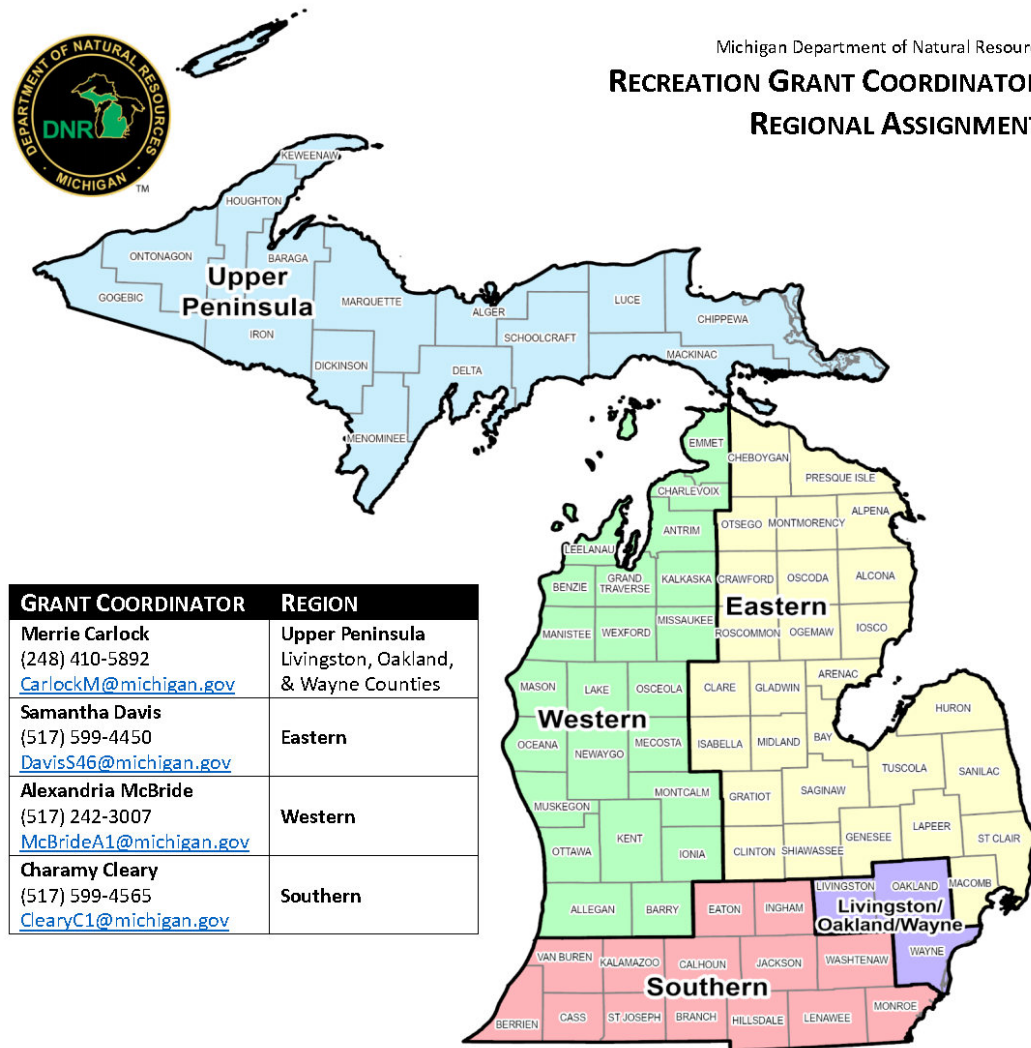 DEPARTMENT OF NATURAL RESOURCES
DNR
MICHIGAN
TM
Michigan Department of Natural Resour
RECREATION GRANT COORDINATOR
REGIONAL ASSIGNMENT
KEWEENAW
HOUGHTON
ONTONAGON
BARAGA
Upper
Peninsula
GOGEBIC
MARQUETTE
ALGER
LUCE
CHIPPEWA
IRON
SCHOOLCRAFT
MACKINAC
DICKINSON
DELTA
MENOMINEE
EMMET
CHEBOYGAN
PRESQUE ISLE
CHARLEVOIX
ANTRIM
OTSEGO
MONTMORENCY
ALPENA
LEELANAU
BENZIE
GRAND
TRAVERSE
KALKASKA
CRAWFORD
OSCODA
ALCONA
Eastern
MANISTEE
WEXFORD
MISSAUKEE
ROSCOMMON
OGEMAW
IOSCO
MASON
LAKE
OSCEOLA
CLARE
GLADWIN
ARENAC
Western
HURON
OCEANA
NEWAYGO
MECOSTA
ISABELLA
MIDLAND
BAY
TUSCOLA
SANILAC
MUSKEGON
MONTCALM
GRATIOT
SAGINAW
OTTAWA
KENT
IONIA
CLINTON
SHIAWASSEE
GENESEE
LAPEER
ST CLAIR
ALLEGAN
BARRY
EATON
INGHAM
LIVINGSTON
OAKLAND
MACOMB
Livingston/
Oakland/Wayne
WAYNE
VAN BUREN
KALAMAZOO
CALHOUN
JACKSON
WASHTENAW
Southern
BERRIEN
CASS
ST JOSEPH
BRANCH
HILLSDALE
LENAWEE
MONROE
GRANT COORDINATOR REGION
Merrie Carlock Upper Peninsula
(248) 410-5892 Livingston, Oakland,
CarlockM@michigan.gov & Wayne Counties
Samantha Davis
(517) 599-4450 Eastern
DavisS46@michigan.gov
Alexandria McBride
(517) 242-3007 Western
McBrideA1@michigan.gov
Charamy Cleary
(517) 599-4565 Southern
ClearyC1@michigan.gov